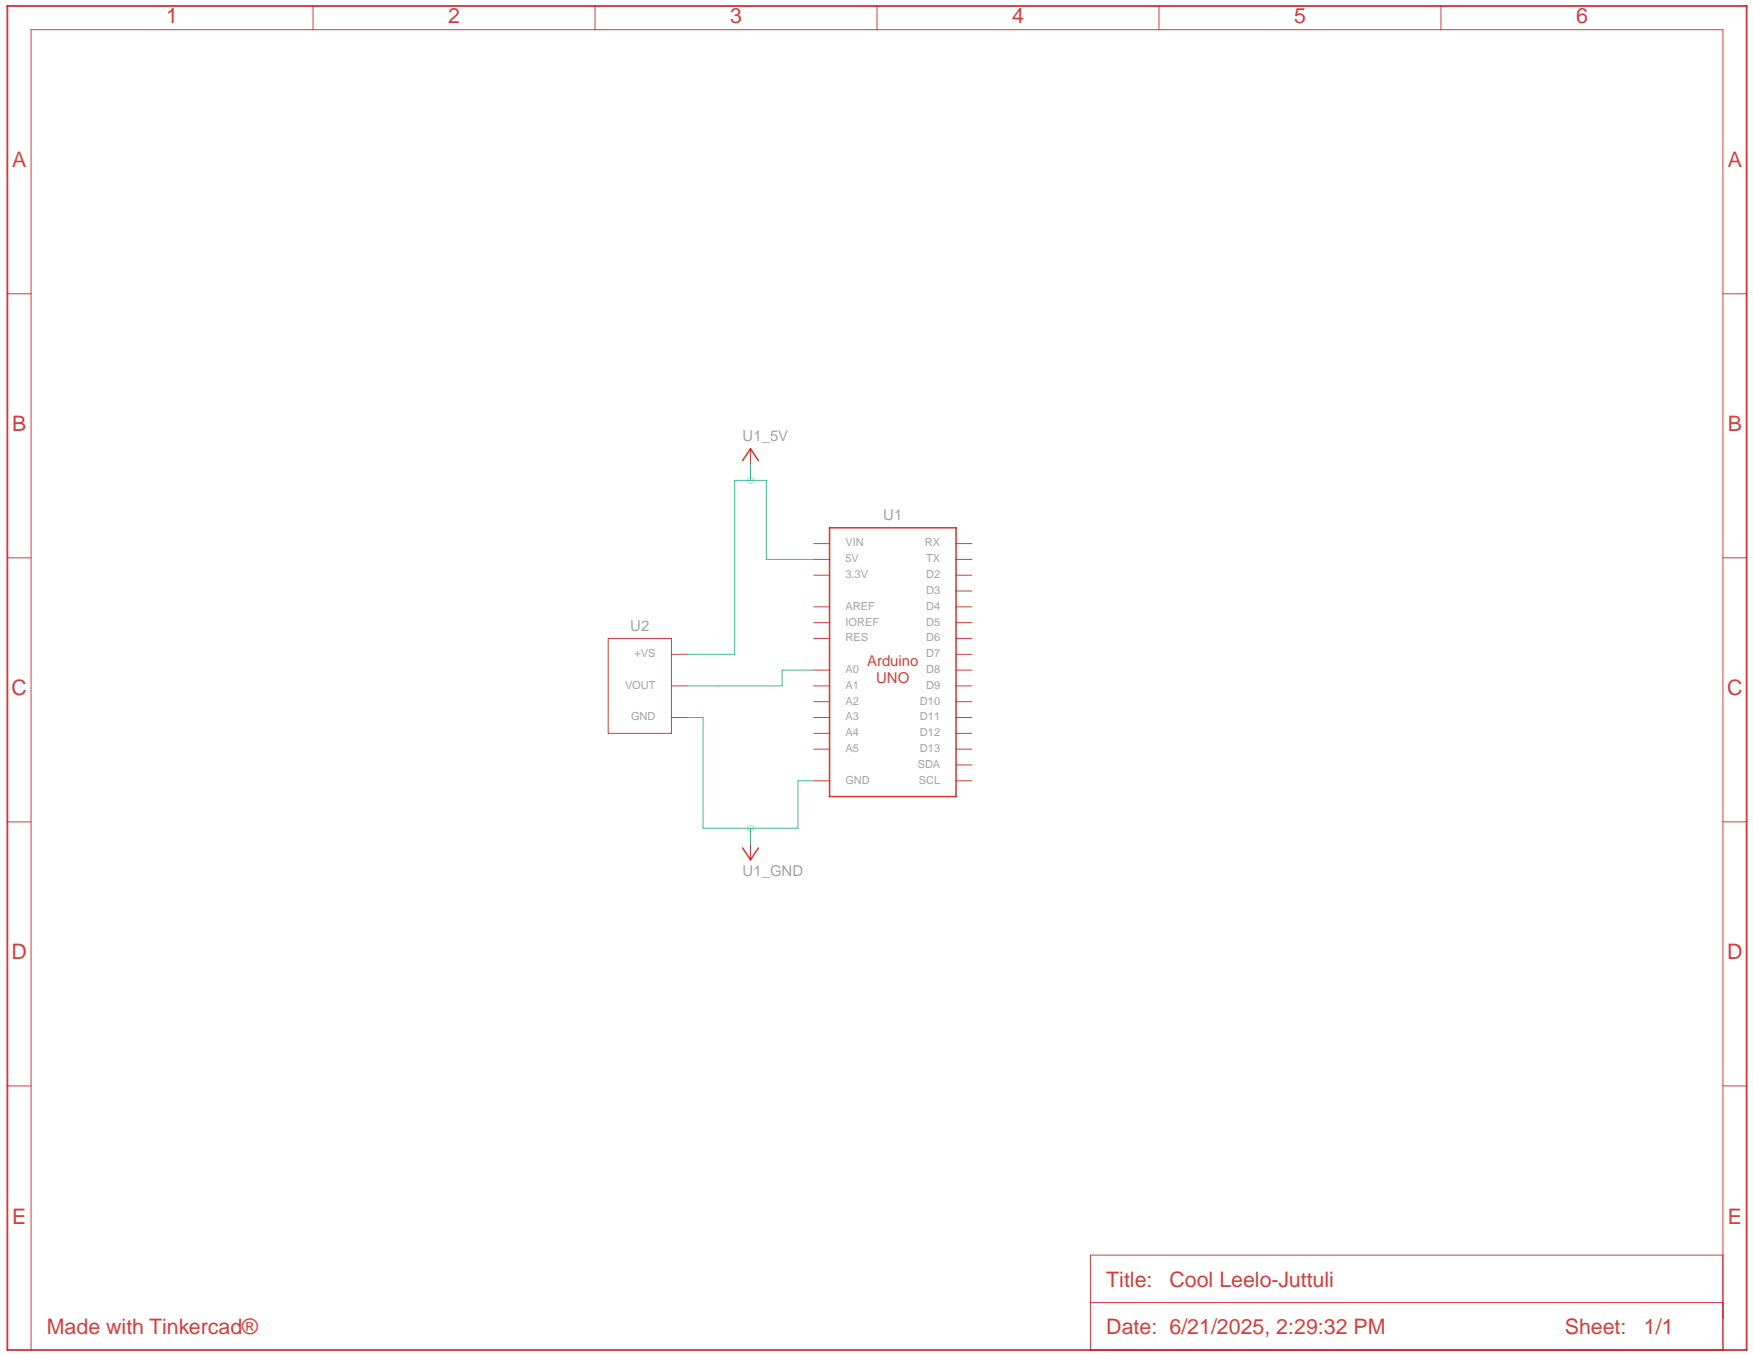 1 2 3 4 5 6
A A
B B
U1_5V
U1
VIN RX
5V TX
3.3V D2
D3
AREF D4
IOREF D5
U2
RES D6
+VS D7
Arduino
A0 D8
UNO
C C
VOUT A1 D9
A2 D10
GND A3 D11
A4 D12
A5 D13
SDA
GND SCL
U1_GND
D D
E E
Title: Cool Leelo-Juttuli
Made with Tinkercad®
Date: 6/21/2025, 2:29:32 PM Sheet: 1/1